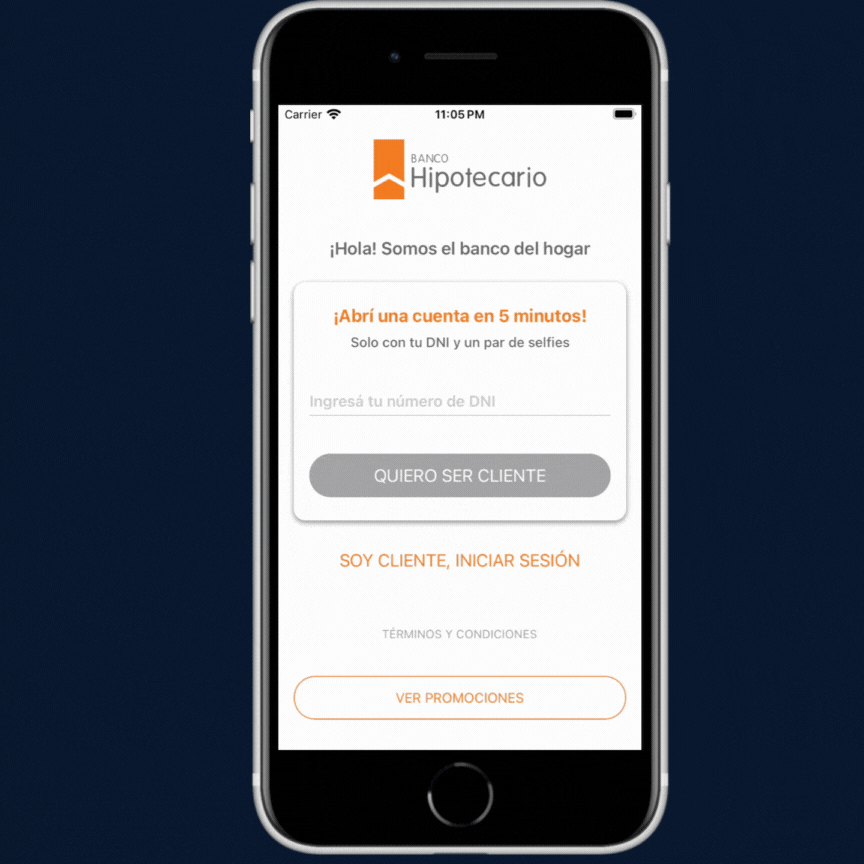 Carrier 11:05 PM
BANCO
Hipotecario
¡Hola! Somos el banco del hogar
¡Abrí una cuenta en 5 minutos!
Solo con tu DNI y un par de selfies
Ingresá tu número de DNI
QUIERO SER CLIENTE
SOY CLIENTE, INICIAR SESIÓN
TÉRMINOS Y CONDICIONES
VER PROMOCIONES